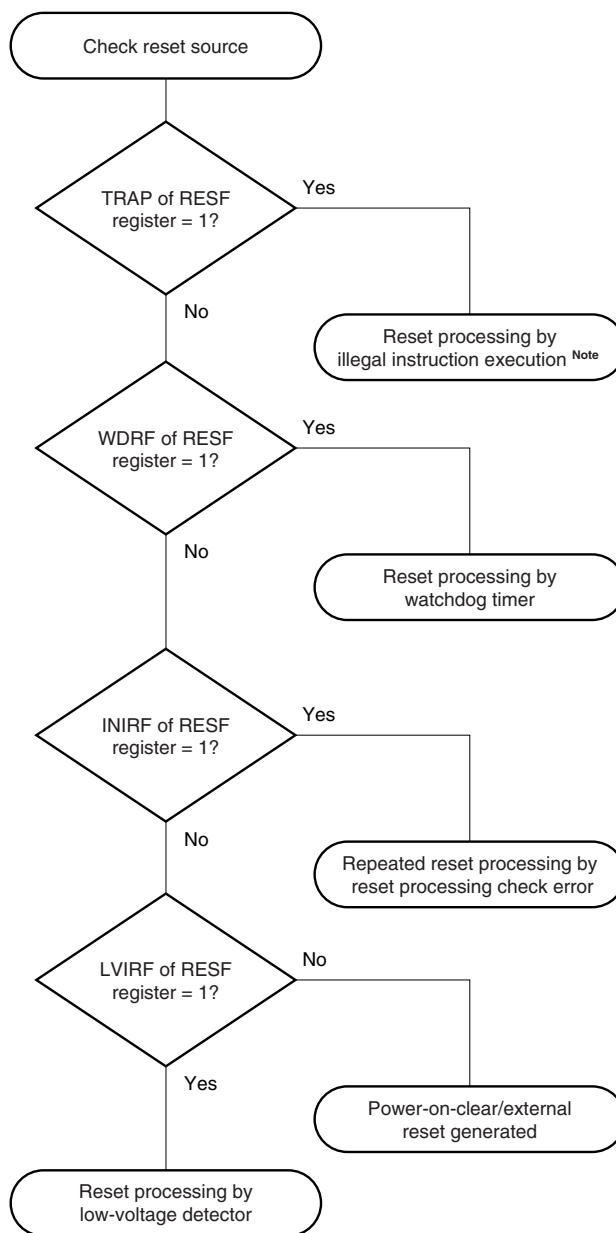 Check reset source
TRAP of RESF
register = 1?
Yes
No
Reset processing by
illegal instruction execution Note
WDRF of RESF
register = 1?
Yes
No
Reset processing by
watchdog timer
INIRF of RESF
register = 1?
Yes
No
Repeated reset processing by
reset processing check error
LVIRF of RESF
register = 1?
No
Yes
Power-on-clear/external
reset generated
Reset processing by
low-voltage detector